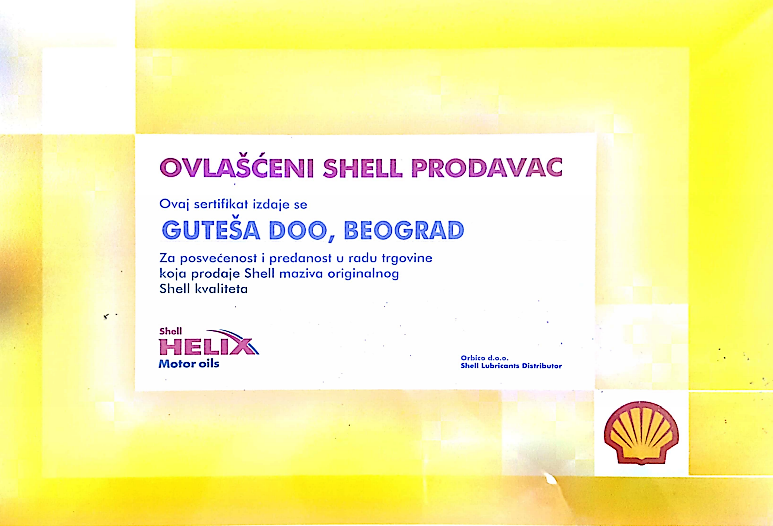 OVLAŠĆENI SHELL PRODAVAC
Ovaj sertifikat izdaje se
GUTEŠA DOO, BEOGRAD
Za posvećenost i predanost u radu trgovine
koja prodaje Shell maziva originalnog
Shell kvaliteta
Shell
HELIX
Motor oils
Orbico d.o.o.
Shell Lubricants Distributor